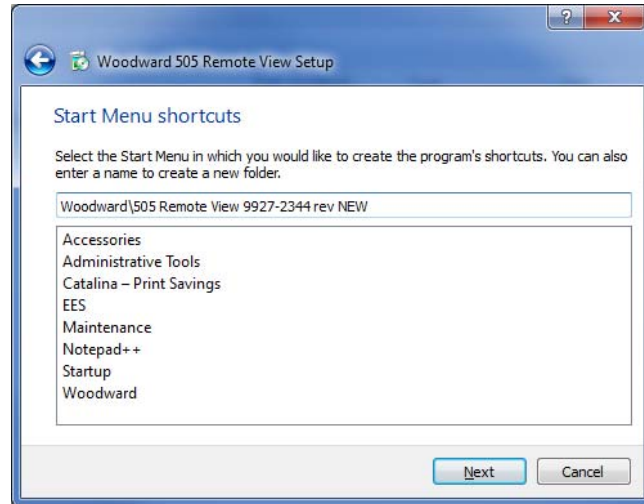 ?
X
Woodward 505 Remote View Setup
Start Menu shortcuts
Select the Start Menu in which you would like to create the program's shortcuts. You can also
enter a name to create a new folder.
Woodward\505 Remote View 9927-2344 rev NEW
Accessories
Administrative Tools
Catalina – Print Savings
EES
Maintenance
Notepad++
Startup
Woodward
Next
Cancel